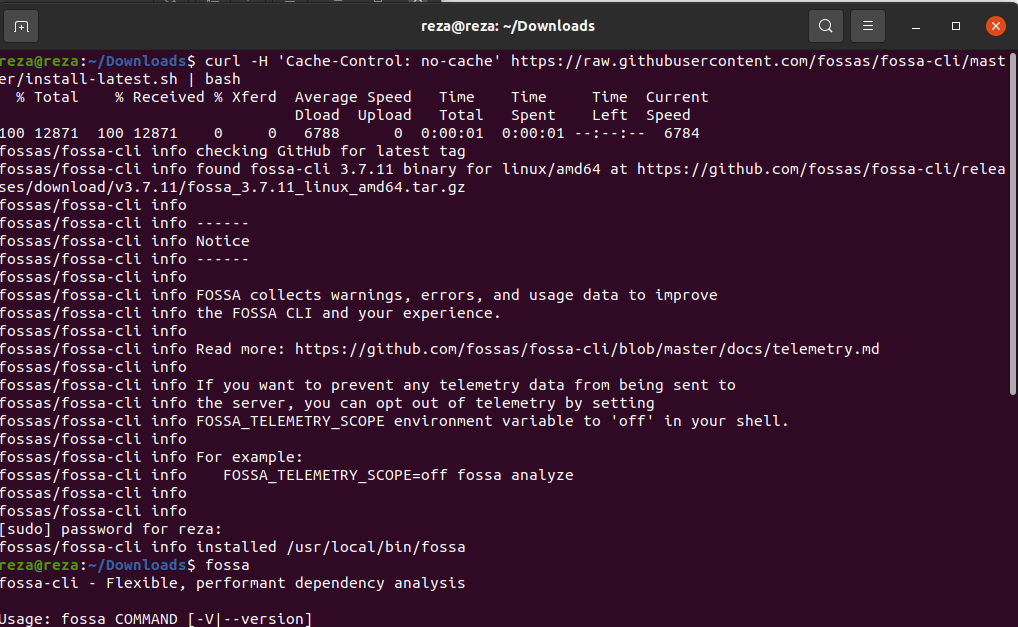 reza@reza: ~/Downloads
reza@reza:~/Downloads$ curl -H 'Cache-Control: no-cache' https://raw.githubusercontent.com/fossas/fossa-cli/mast
er/install-latest.sh | bash
  % Total    % Received % Xferd  Average Speed   Time    Time     Time  Current
                                 Dload  Upload   Total   Spent    Left  Speed
100 12871  100 12871    0     0   6788      0  0:00:01  0:00:01 --:--:--  6784
fossas/fossa-cli info checking GitHub for latest tag
fossas/fossa-cli info found fossa-cli 3.7.11 binary for linux/amd64 at https://github.com/fossas/fossa-cli/relea
ses/download/v3.7.11/fossa_3.7.11_linux_amd64.tar.gz
fossas/fossa-cli info
fossas/fossa-cli info ------
fossas/fossa-cli info Notice
fossas/fossa-cli info ------
fossas/fossa-cli info
fossas/fossa-cli info FOSSA collects warnings, errors, and usage data to improve
fossas/fossa-cli info the FOSSA CLI and your experience.
fossas/fossa-cli info
fossas/fossa-cli info Read more: https://github.com/fossas/fossa-cli/blob/master/docs/telemetry.md
fossas/fossa-cli info
fossas/fossa-cli info If you want to prevent any telemetry data from being sent to
fossas/fossa-cli info the server, you can opt out of telemetry by setting
fossas/fossa-cli info FOSSA_TELEMETRY_SCOPE environment variable to 'off' in your shell.
fossas/fossa-cli info
fossas/fossa-cli info For example:
fossas/fossa-cli info    FOSSA_TELEMETRY_SCOPE=off fossa analyze
fossas/fossa-cli info
fossas/fossa-cli info
[sudo] password for reza:
fossas/fossa-cli info installed /usr/local/bin/fossa
reza@reza:~/Downloads$ fossa
fossa-cli - Flexible, performant dependency analysis
Usage: fossa COMMAND [-V|--version]